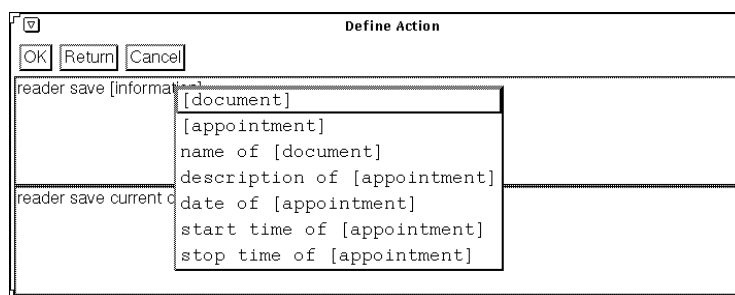 Define Action
OK Return Cancel
reader save [information]
[document]
[appointment]
name of [document]
description of [appointment]
reader save current
date of [appointment]
start time of [appointment]
stop time of [appointment]